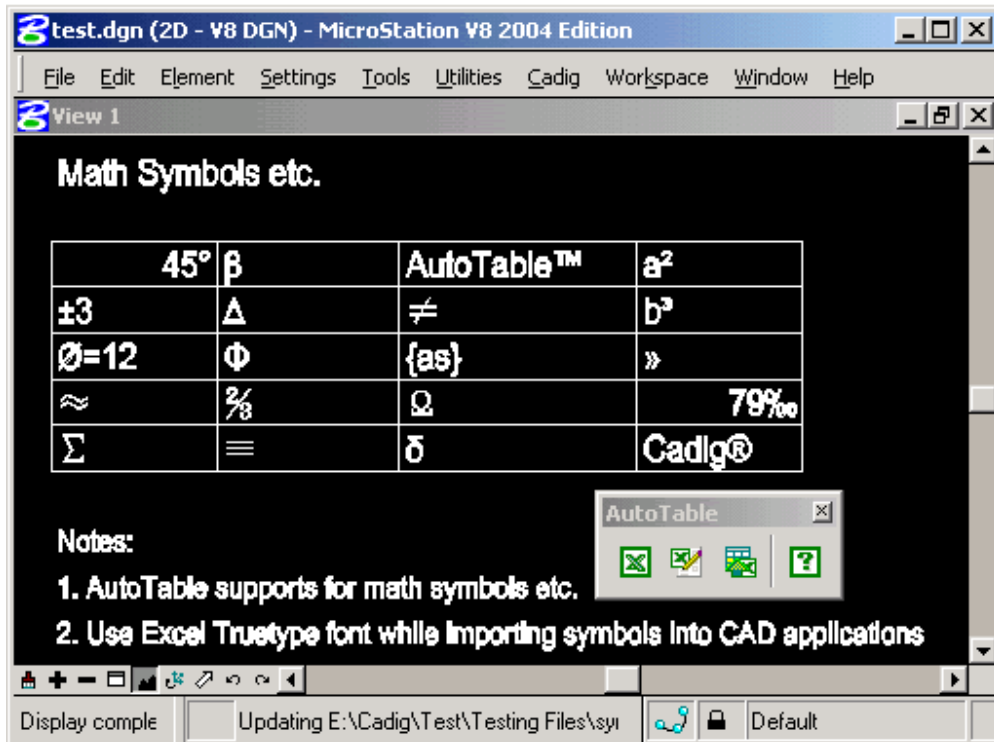 test.dgn (2D - V8 DGN) - MicroStation V8 2004 Edition
File Edit Element Settings Tools Utilities Cadig Workspace Window Help
View 1
Math Symbols etc.
45° β AutoTable™ a²
±3 Δ ≠ b³
Ø=12 Φ {as} »
≈ ⅔ Ω 79‰
Σ ≡ δ Cadig®
AutoTable
Notes:
1. AutoTable supports for math symbols etc.
2. Use Excel Truetype font while importing symbols into CAD applications
Display comple Updating E:\Cadig\Test\Testing Files\syı Default